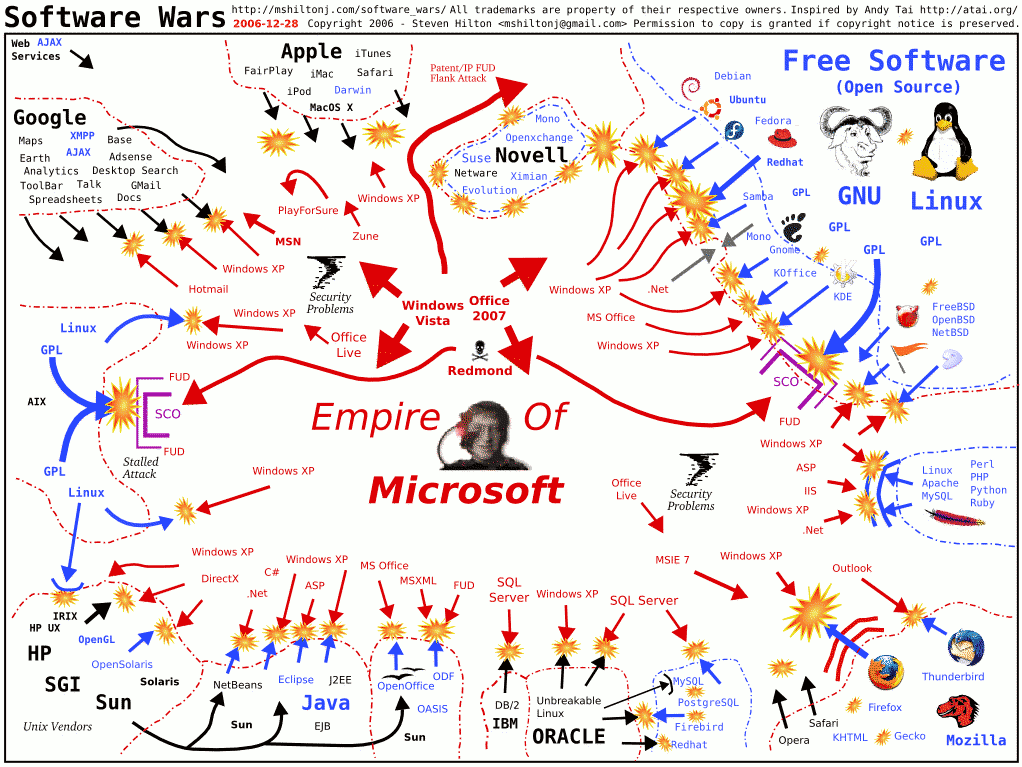 Software Wars
http://mshiltonj.com/software_wars/ All trademarks are property of their respective owners. Inspired by Andy Tai http://atai.org/
2006-12-28 Copyright 2006 - Steven Hilton <mshiltonj@gmail.com> Permission to copy is granted if copyright notice is preserved.
Web AJAX
Services
Apple
iTunes
FairPlay
iMac
Safari
iPod
Darwin
MacOS X
Patent/IP FUD
Flank Attack
Free Software
(Open Source)
Debian
Ubuntu
Fedora
Redhat
Samba
GPL
GNU
Linux
GPL
GPL
GPL
Google
Maps
XMPP
Base
Earth
AJAX
Adsense
Analytics
Desktop Search
ToolBar
Talk
GMail
Spreadsheets
Docs
Mono
Openxchange
Suse
Novell
Netware
Ximian
Evolution
PlayForSure
Windows XP
MSN
Zune
Windows XP
Hotmail
Security
Problems
Mono
Gnome
KOffice
KDE
FreeBSD
OpenBSD
NetBSD
Windows XP
.Net
MS Office
Windows XP
Windows
Vista
Office
2007
Windows XP
Windows XP
Office
Live
Redmond
Linux
GPL
AIX
FUD
SCO
FUD
Stalled
Attack
GPL
Linux
SCO
FUD
Empire
Of
Microsoft
Windows XP
Windows XP
ASP
IIS
Windows XP
.Net
Linux
Apache
MySQL
Perl
PHP
Python
Ruby
Office
Live
Security
Problems
MSIE 7
Windows XP
Outlook
Windows XP
DirectX
C#
.Net
Windows XP
ASP
MS Office
MSXML
FUD
SQL
Server
Windows XP
SQL Server
IRIX
HP UX
OpenGL
HP
OpenSolaris
SGI
Solaris
Sun
Unix Vendors
NetBeans
Eclipse
J2EE
Java
Sun
EJB
OpenOffice
ODF
OASIS
Sun
DB/2
IBM
Unbreakable
Linux
ORACLE
MySQL
PostgreSQL
Firebird
Redhat
Opera
Safari
KHTML
Firefox
Gecko
Thunderbird
Mozilla